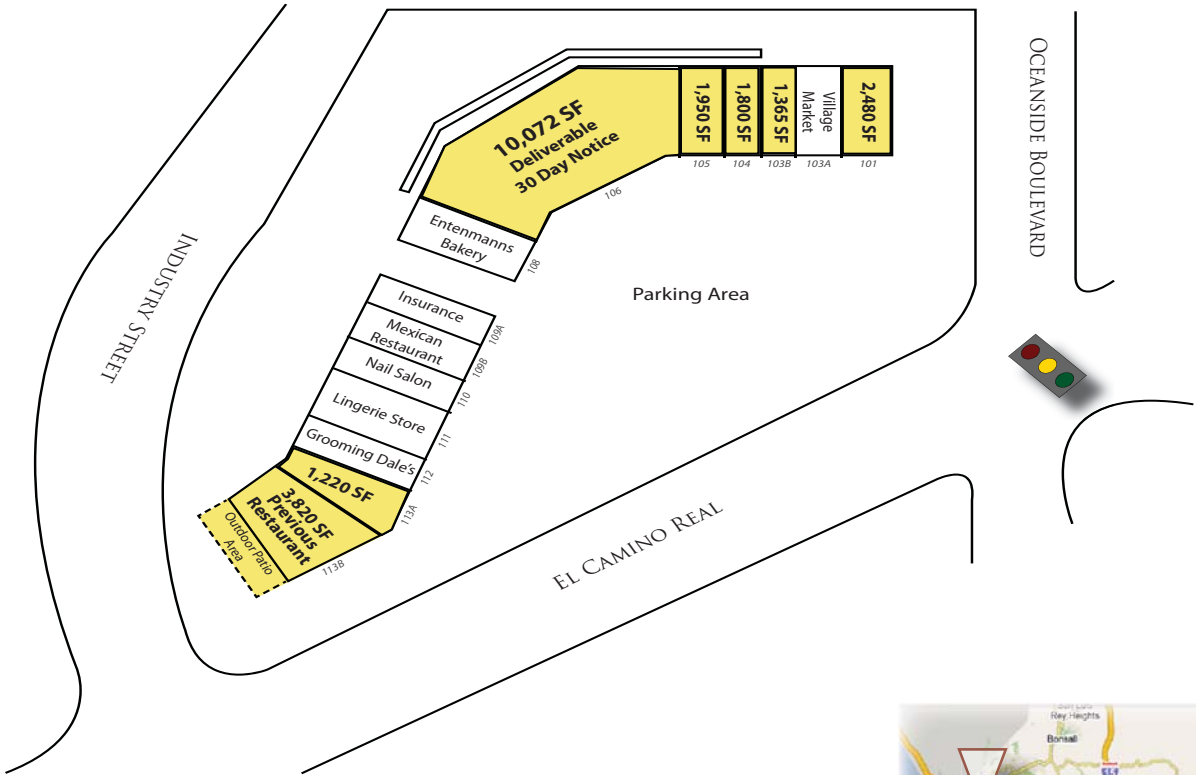 OCEANSIDE BOULEVARD
INDUSTRY STREET
EL CAMINO REAL
10,072 SF
Deliverable
30 Day Notice
106
1,950 SF
105
1,800 SF
104
1,365 SF
103B
Village
Market
103A
2,480 SF
101
Entenmanns
Bakery
108
Parking Area
Insurance
109A
Mexican
Restaurant
109B
Nail Salon
110
Lingerie Store
111
Grooming Dale's
112
1,220 SF
113A
3,820 SF
Previous
Restaurant
113B
Outdoor Patio
Area
Rey Heights
Bonsall